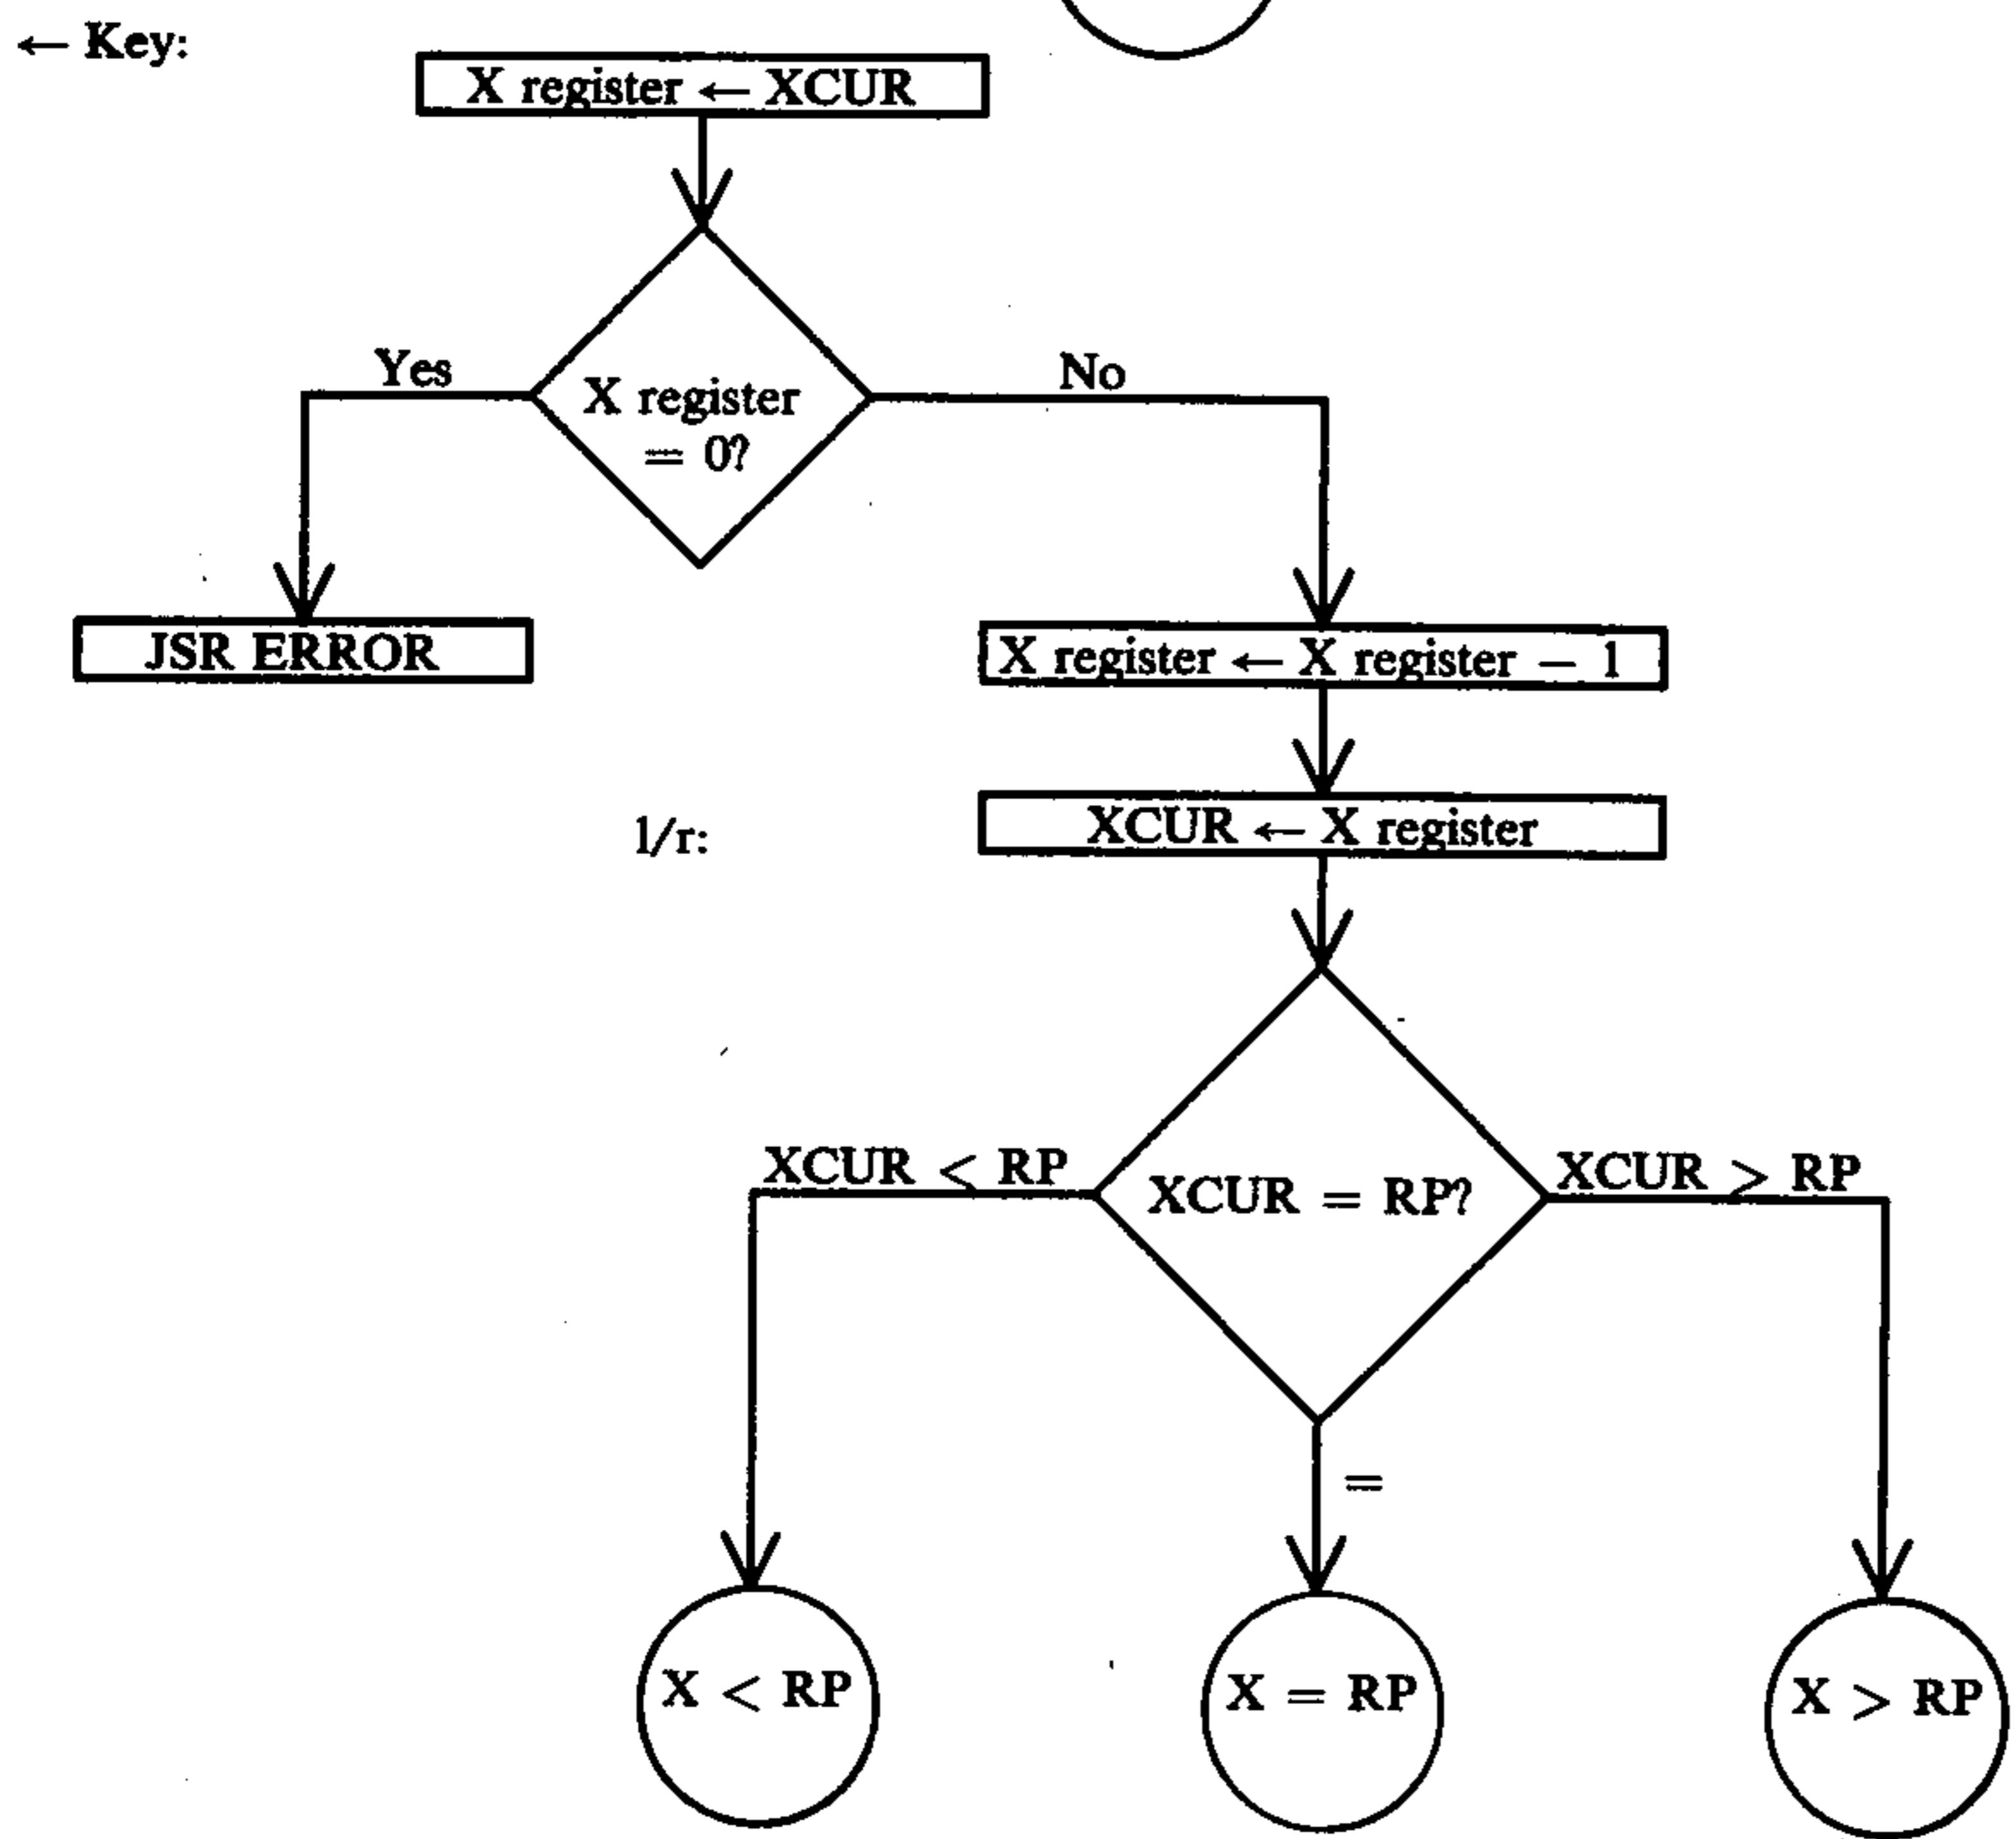 ← Key:
X register ← XCUR
Yes
No
X register
= 0?
JSR ERROR
X register ← X register − 1
l/r:
XCUR ← X register
XCUR < RP
XCUR = RP?
XCUR > RP
=
X < RP
X = RP
X > RP